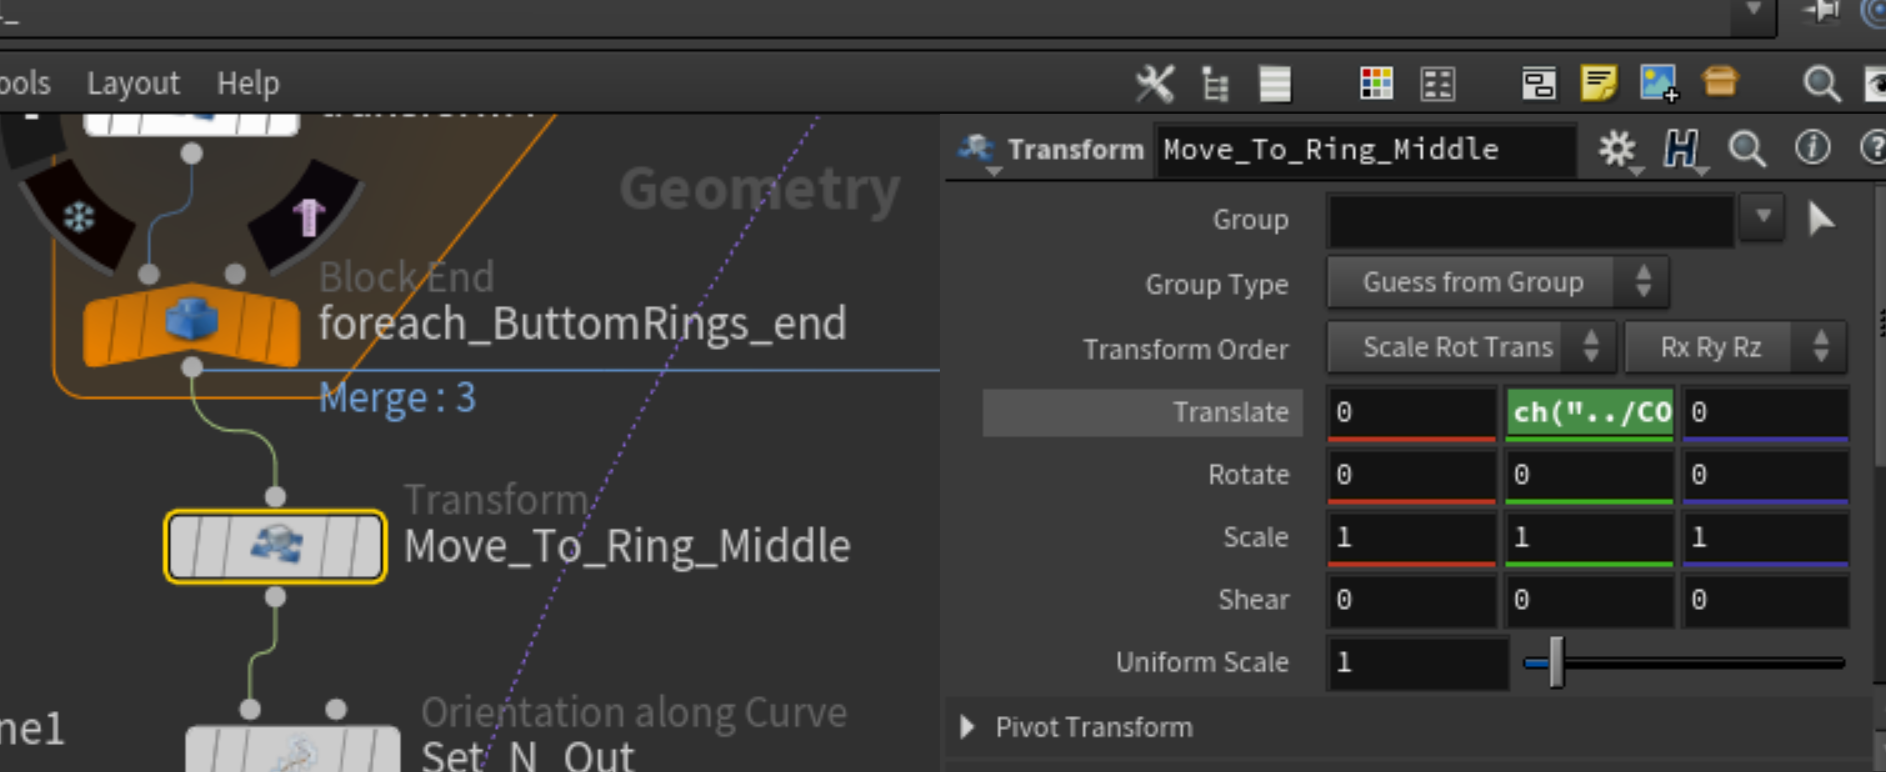 ools Layout Help
Geometry
Block End
foreach_ButtomRings_end
Merge : 3
Transform
Move_To_Ring_Middle
Orientation along Curve
Set_N_Out
ne1
Transform Move_To_Ring_Middle
Group
Group Type Guess from Group
Transform Order Scale Rot Trans Rx Ry Rz
Translate 0 ch("../CO 0
Rotate 0 0 0
Scale 1 1 1
Shear 0 0 0
Uniform Scale 1
Pivot Transform